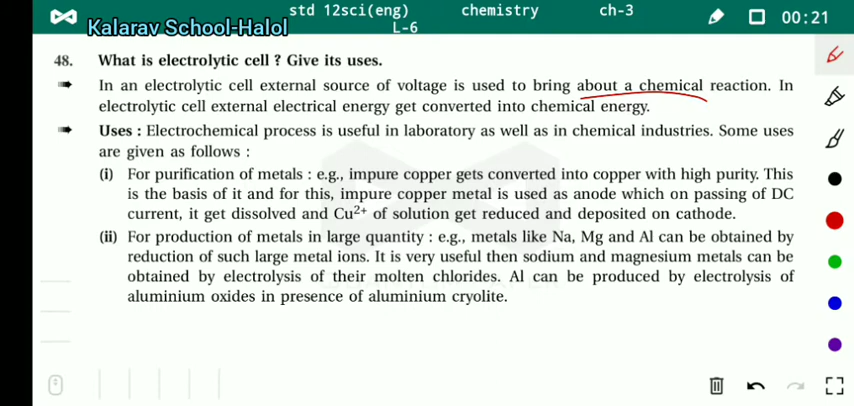 std 12sci(eng) chemistry ch-3 00:21
Kalarav School-Halol L-6
48. What is electrolytic cell ? Give its uses.
In an electrolytic cell external source of voltage is used to bring about a chemical reaction. In
electrolytic cell external electrical energy get converted into chemical energy.
Uses : Electrochemical process is useful in laboratory as well as in chemical industries. Some uses
are given as follows :
(i) For purification of metals : e.g., impure copper gets converted into copper with high purity. This
is the basis of it and for this, impure copper metal is used as anode which on passing of DC
current, it get dissolved and Cu²⁺ of solution get reduced and deposited on cathode.
(ii) For production of metals in large quantity : e.g., metals like Na, Mg and Al can be obtained by
reduction of such large metal ions. It is very useful then sodium and magnesium metals can be
obtained by electrolysis of their molten chlorides. Al can be produced by electrolysis of
aluminium oxides in presence of aluminium cryolite.